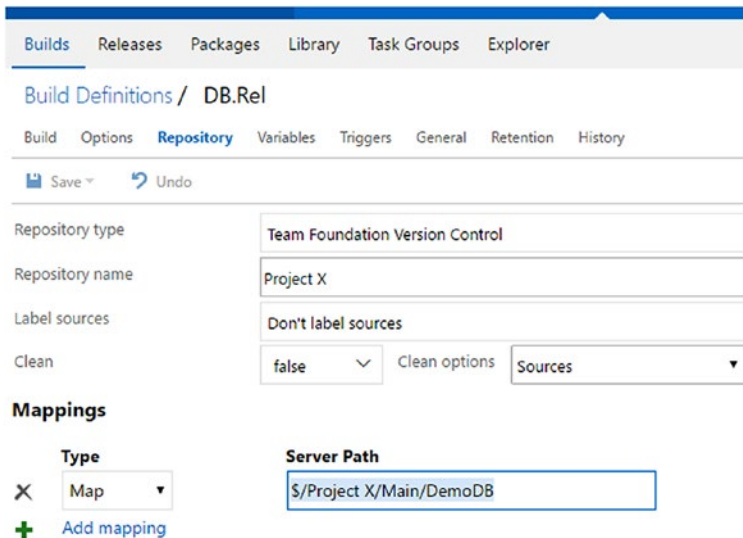 Builds Releases Packages Library Task Groups Explorer
Build Definitions / DB.Rel
Build Options Repository Variables Triggers General Retention History
Save Undo
Repository type Team Foundation Version Control
Repository name Project X
Label sources Don't label sources
Clean false Clean options Sources
Mappings
Type Server Path
Map $/Project X/Main/DemoDB
Add mapping